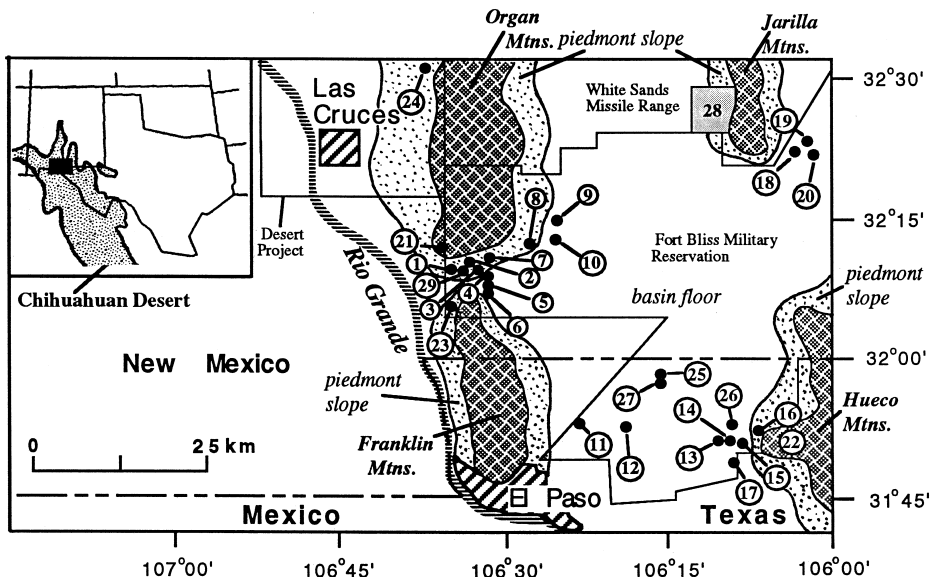 Organ
Mtns.
piedmont slope
Jarilla
Mtns.
32°30'
Las
Cruces
24
White Sands
Missile Range
28
19
18
20
8
9
32°15'
Desert
Project
21
7
10
Fort Bliss Military
Reservation
1
2
29
4
5
3
6
piedmont
slope
Chihuahuan Desert
Rio Grande
basin floor
23
32°00'
New Mexico
25
27
piedmont
slope
26
14
16
Hueco
Mtns.
0
25 km
Franklin
Mtns.
11
12
13
22
15
17
El Paso
31°45'
Mexico
Texas
107°00'
106°45'
106°30'
106°15'
106°00'